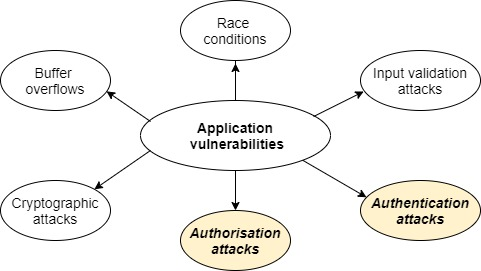 Race
conditions
Buffer
overflows
Input validation
attacks
Application
vulnerabilities
Cryptographic
attacks
Authorisation
attacks
Authentication
attacks